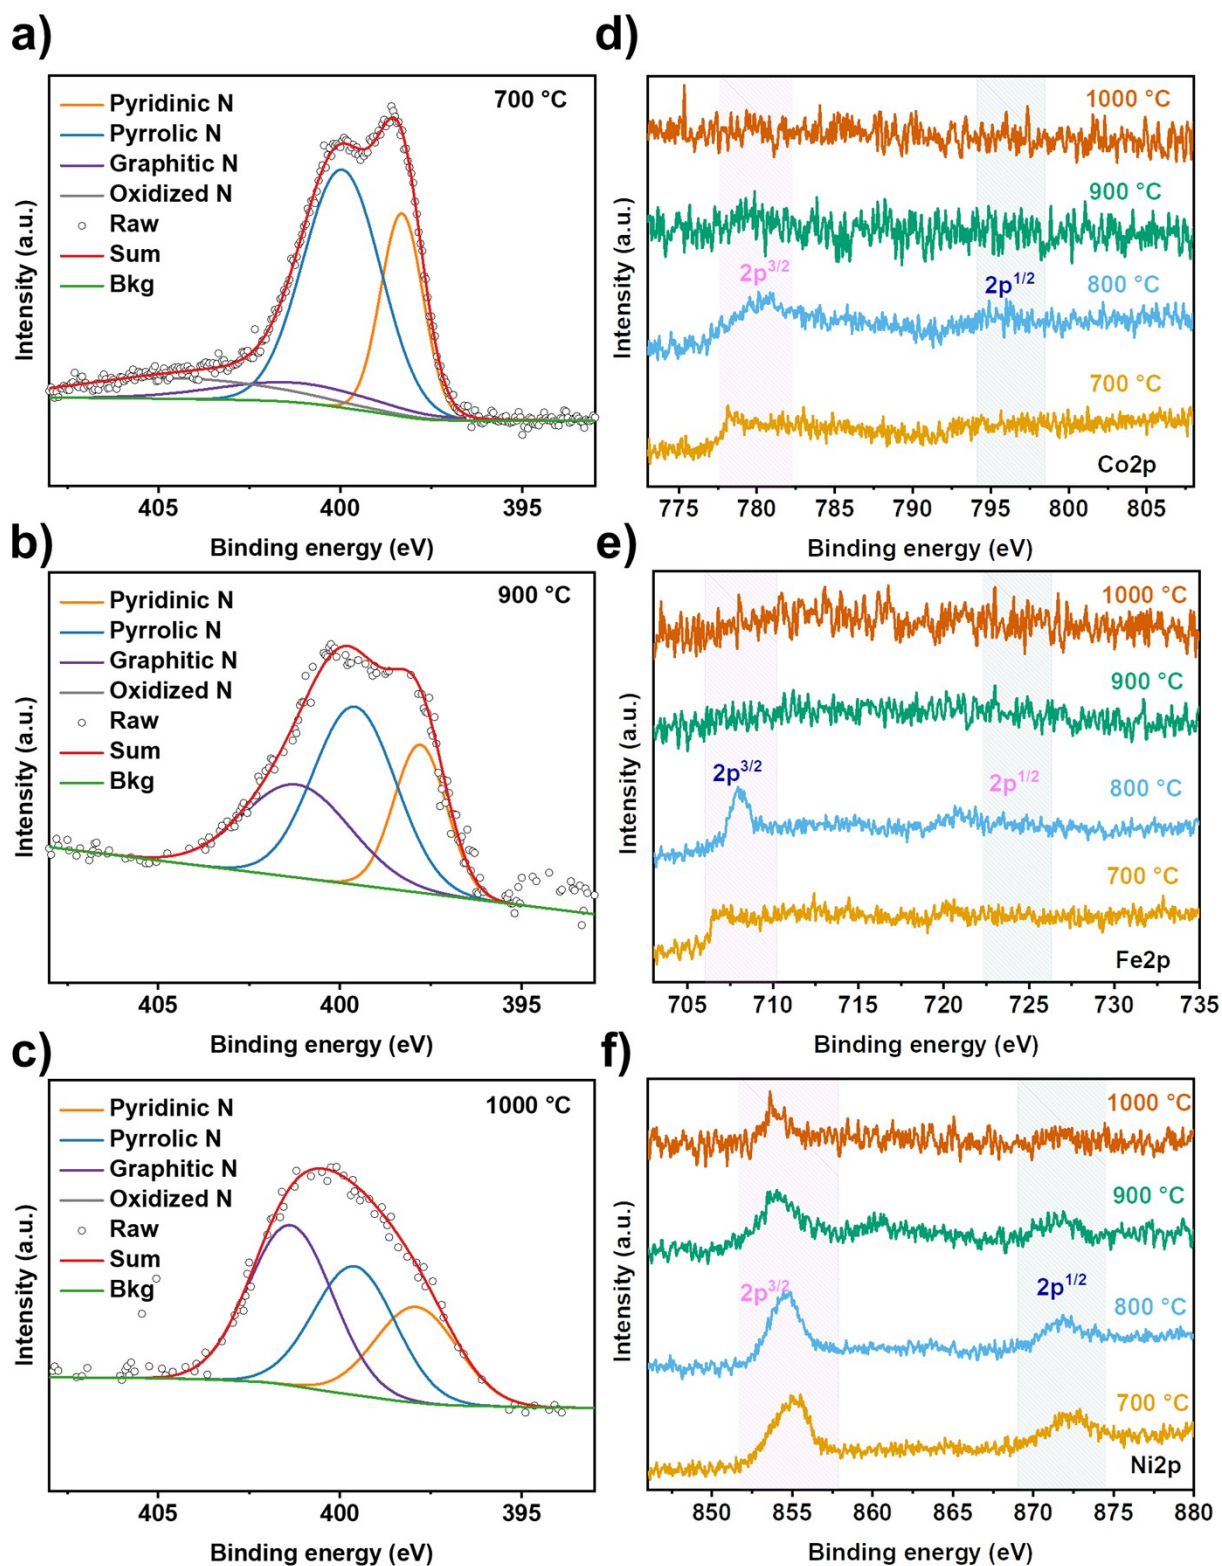 a)
700 °C
Pyridinic N
Pyrrolic N
Graphitic N
Oxidized N
Raw
Sum
Bkg
Intensity (a.u.)
405 400 395
Binding energy (eV)
d)
1000 °C
900 °C
2p3/2
2p1/2
800 °C
700 °C
Co2p
Intensity (a.u.)
775 780 785 790 795 800 805
Binding energy (eV)
b)
900 °C
Pyridinic N
Pyrrolic N
Graphitic N
Oxidized N
Raw
Sum
Bkg
Intensity (a.u.)
405 400 395
Binding energy (eV)
e)
1000 °C
900 °C
2p3/2
2p1/2
800 °C
700 °C
Fe2p
Intensity (a.u.)
705 710 715 720 725 730 735
Binding energy (eV)
c)
1000 °C
Pyridinic N
Pyrrolic N
Graphitic N
Oxidized N
Raw
Sum
Bkg
Intensity (a.u.)
405 400 395
Binding energy (eV)
f)
1000 °C
900 °C
2p3/2
2p1/2
800 °C
700 °C
Ni2p
Intensity (a.u.)
850 855 860 865 870 875 880
Binding energy (eV)